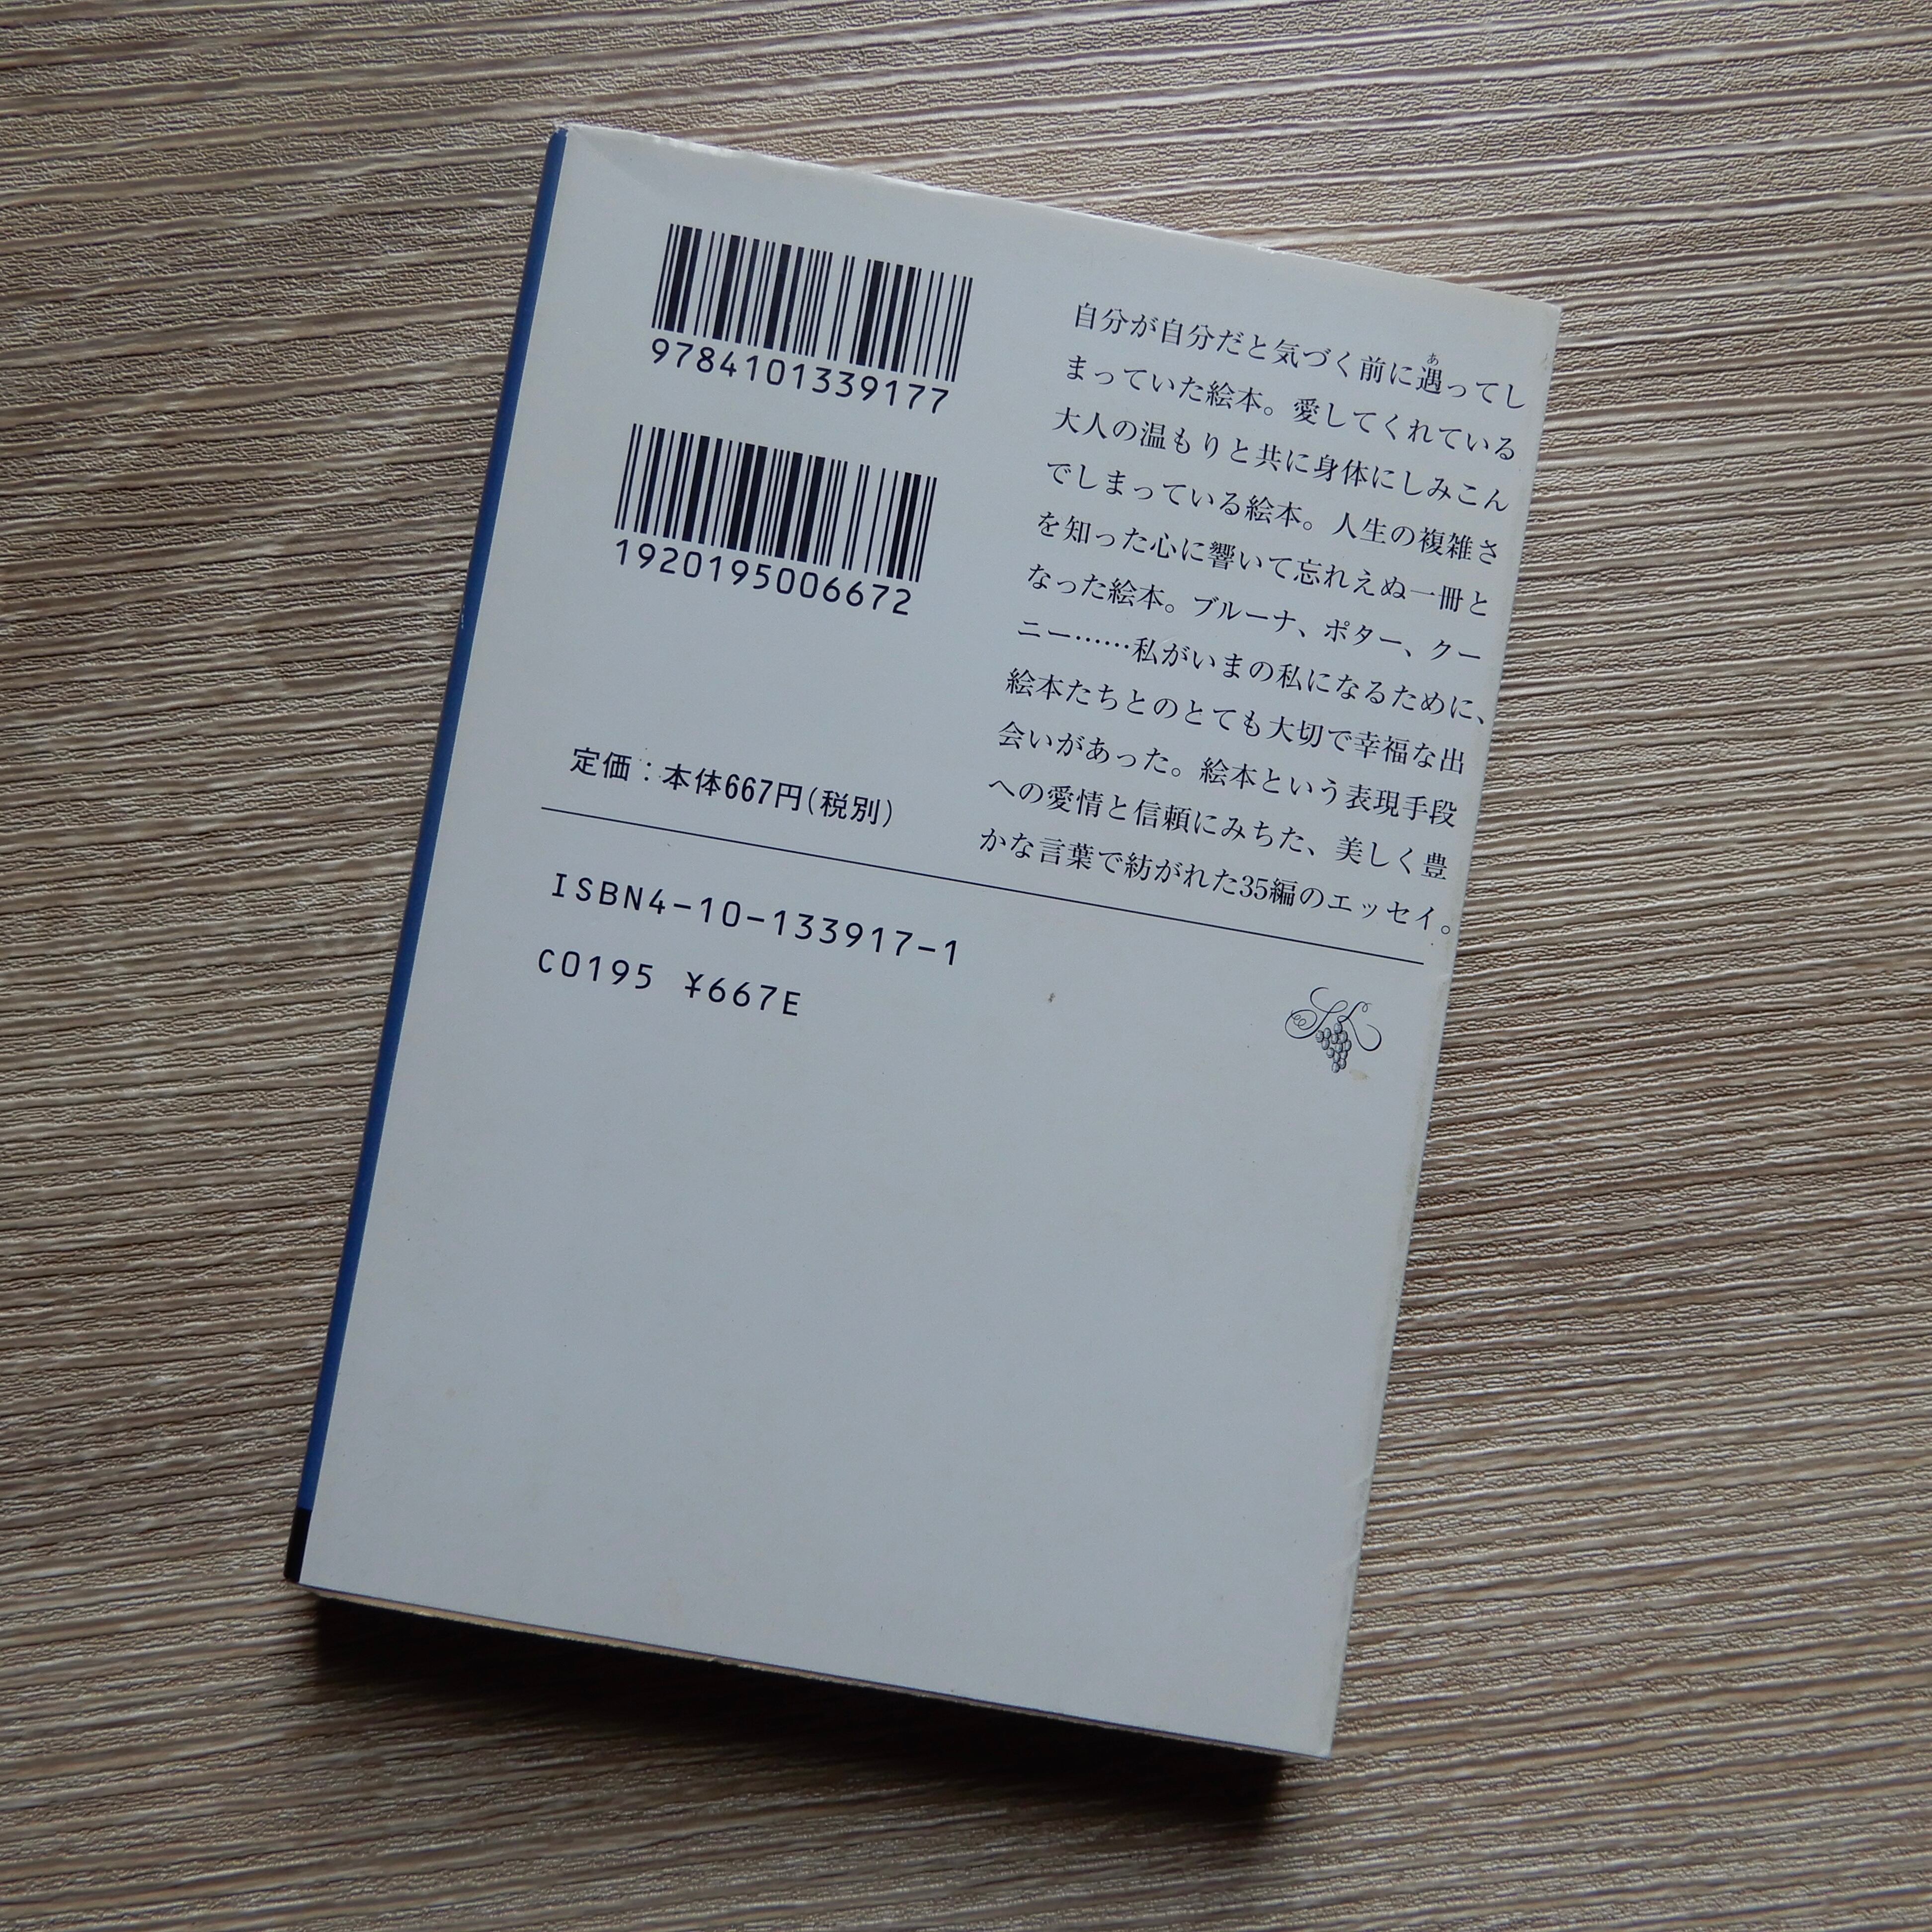 9784101339177
1920195006672
定価：本体667円(税別)
ISBN4-10-133917-1
C0195 ¥667E
自分が自分だと気づく前に遇ってし
あ
まっていた絵本。愛してくれている
大人の温もりと共に身体にしみこん
でしまっている絵本。人生の複雑さ
を知った心に響いて忘れえぬ一冊と
なった絵本。ブルーナ、ポター、クー
ニー……私がいまの私になるために、
絵本たちとのとても大切で幸福な出
会いがあった。絵本という表現手段
への愛情と信頼にみちた、美しく豊
かな言葉で紡がれた35編のエッセイ。
SK